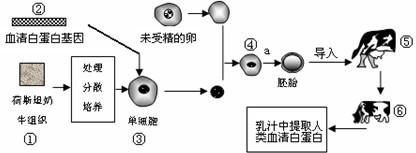 ②
血清白蛋白基因
未受精的卵
处理
分散
培养
④ a
导入
⑤
胚胎
荷斯坦奶
牛组织
单细胞
①
③
⑥
乳汁中提取人
类血清白蛋白